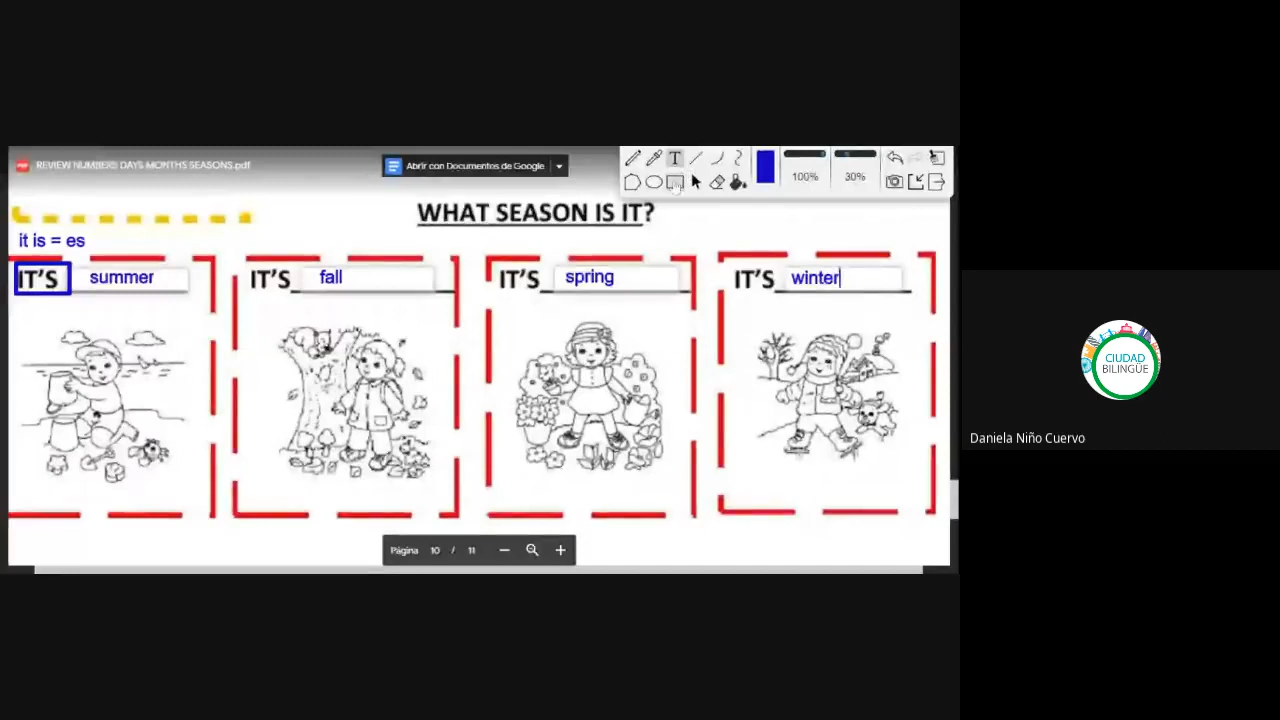 REVIEW NUMBERS DAYS MONTHS SEASONS.pdf
Abrir con Documentos de Google
100%
30%
WHAT SEASON IS IT?
it is = es
IT'S summer
IT'S fall
IT'S spring
IT'S winter
CIUDAD
BILINGÜE
Daniela Niño Cuervo
Página 10 / 11